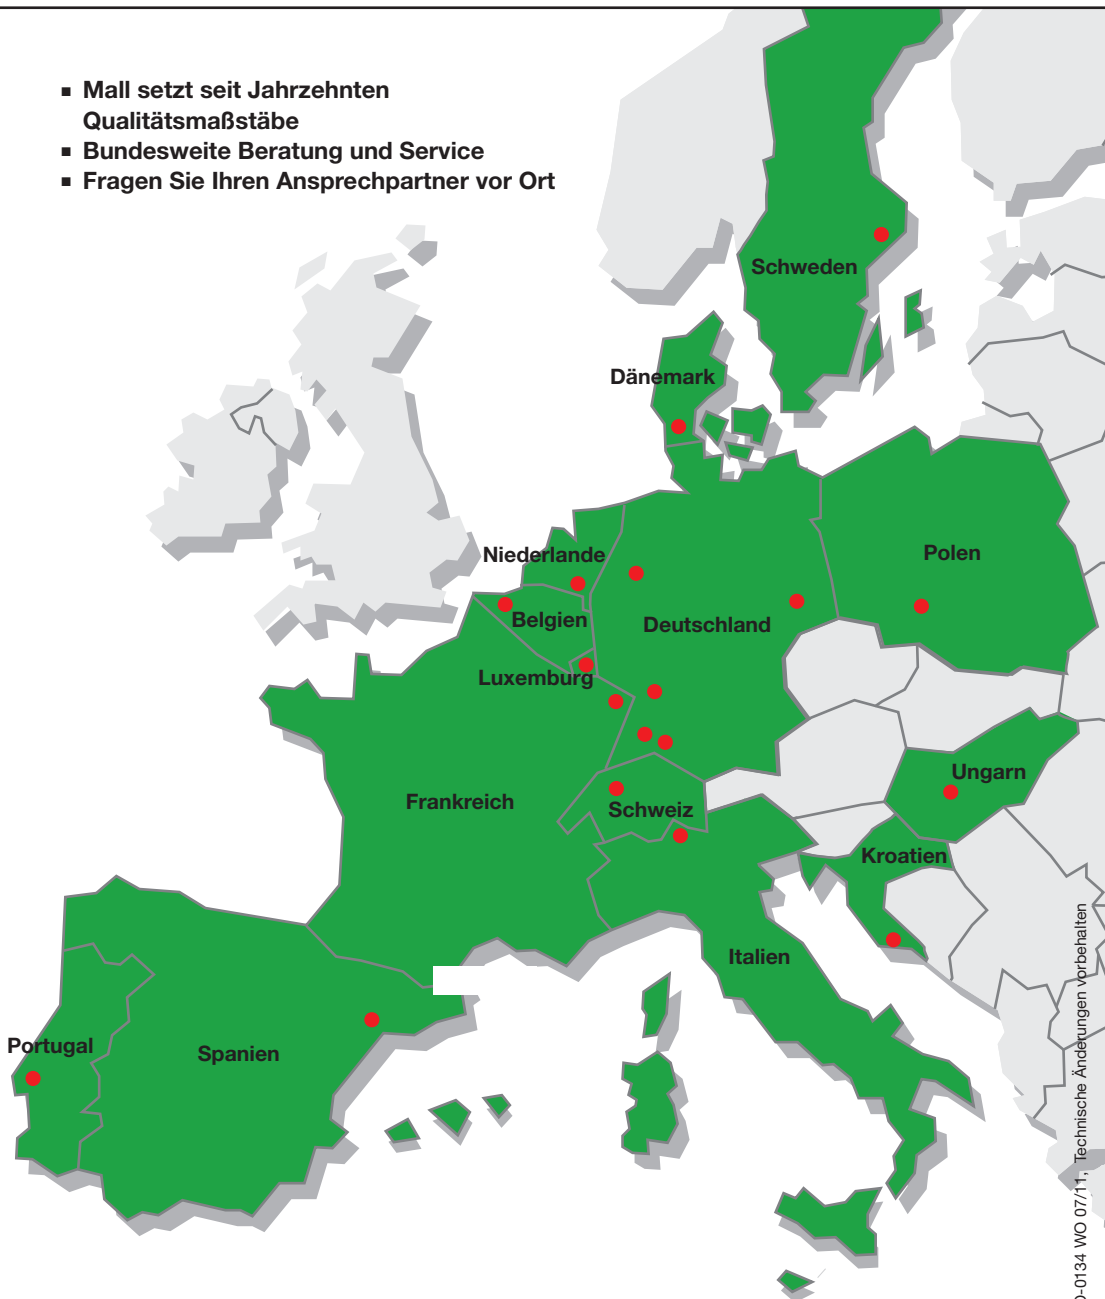 ▪ Mall setzt seit Jahrzehnten
Qualitätsmaßstäbe
▪ Bundesweite Beratung und Service
▪ Fragen Sie Ihren Ansprechpartner vor Ort
Schweden
Dänemark
Niederlande
Polen
Belgien
Deutschland
Luxemburg
Ungarn
Frankreich
Schweiz
Kroatien
Italien
Portugal
Spanien
-0134 WO 07/11, Technische Änderungen vorbehalten